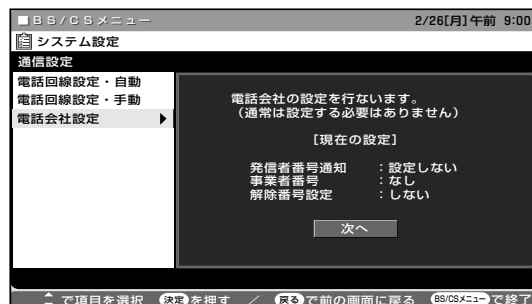 BS/CSメニュー 2/26[月]午前 9:00
システム設定
通信設定
電話回線設定・自動
電話回線設定・手動
電話会社設定
電話会社の設定を行ないます。
（通常は設定する必要はありません）
[現在の設定]
発信者番号通知 ：設定しない
事業者番号 ：なし
解除番号設定 ：しない
次へ
で項目を選択 決定を押す ／ 戻るで前の画面に戻る BS/CSメニューで終了